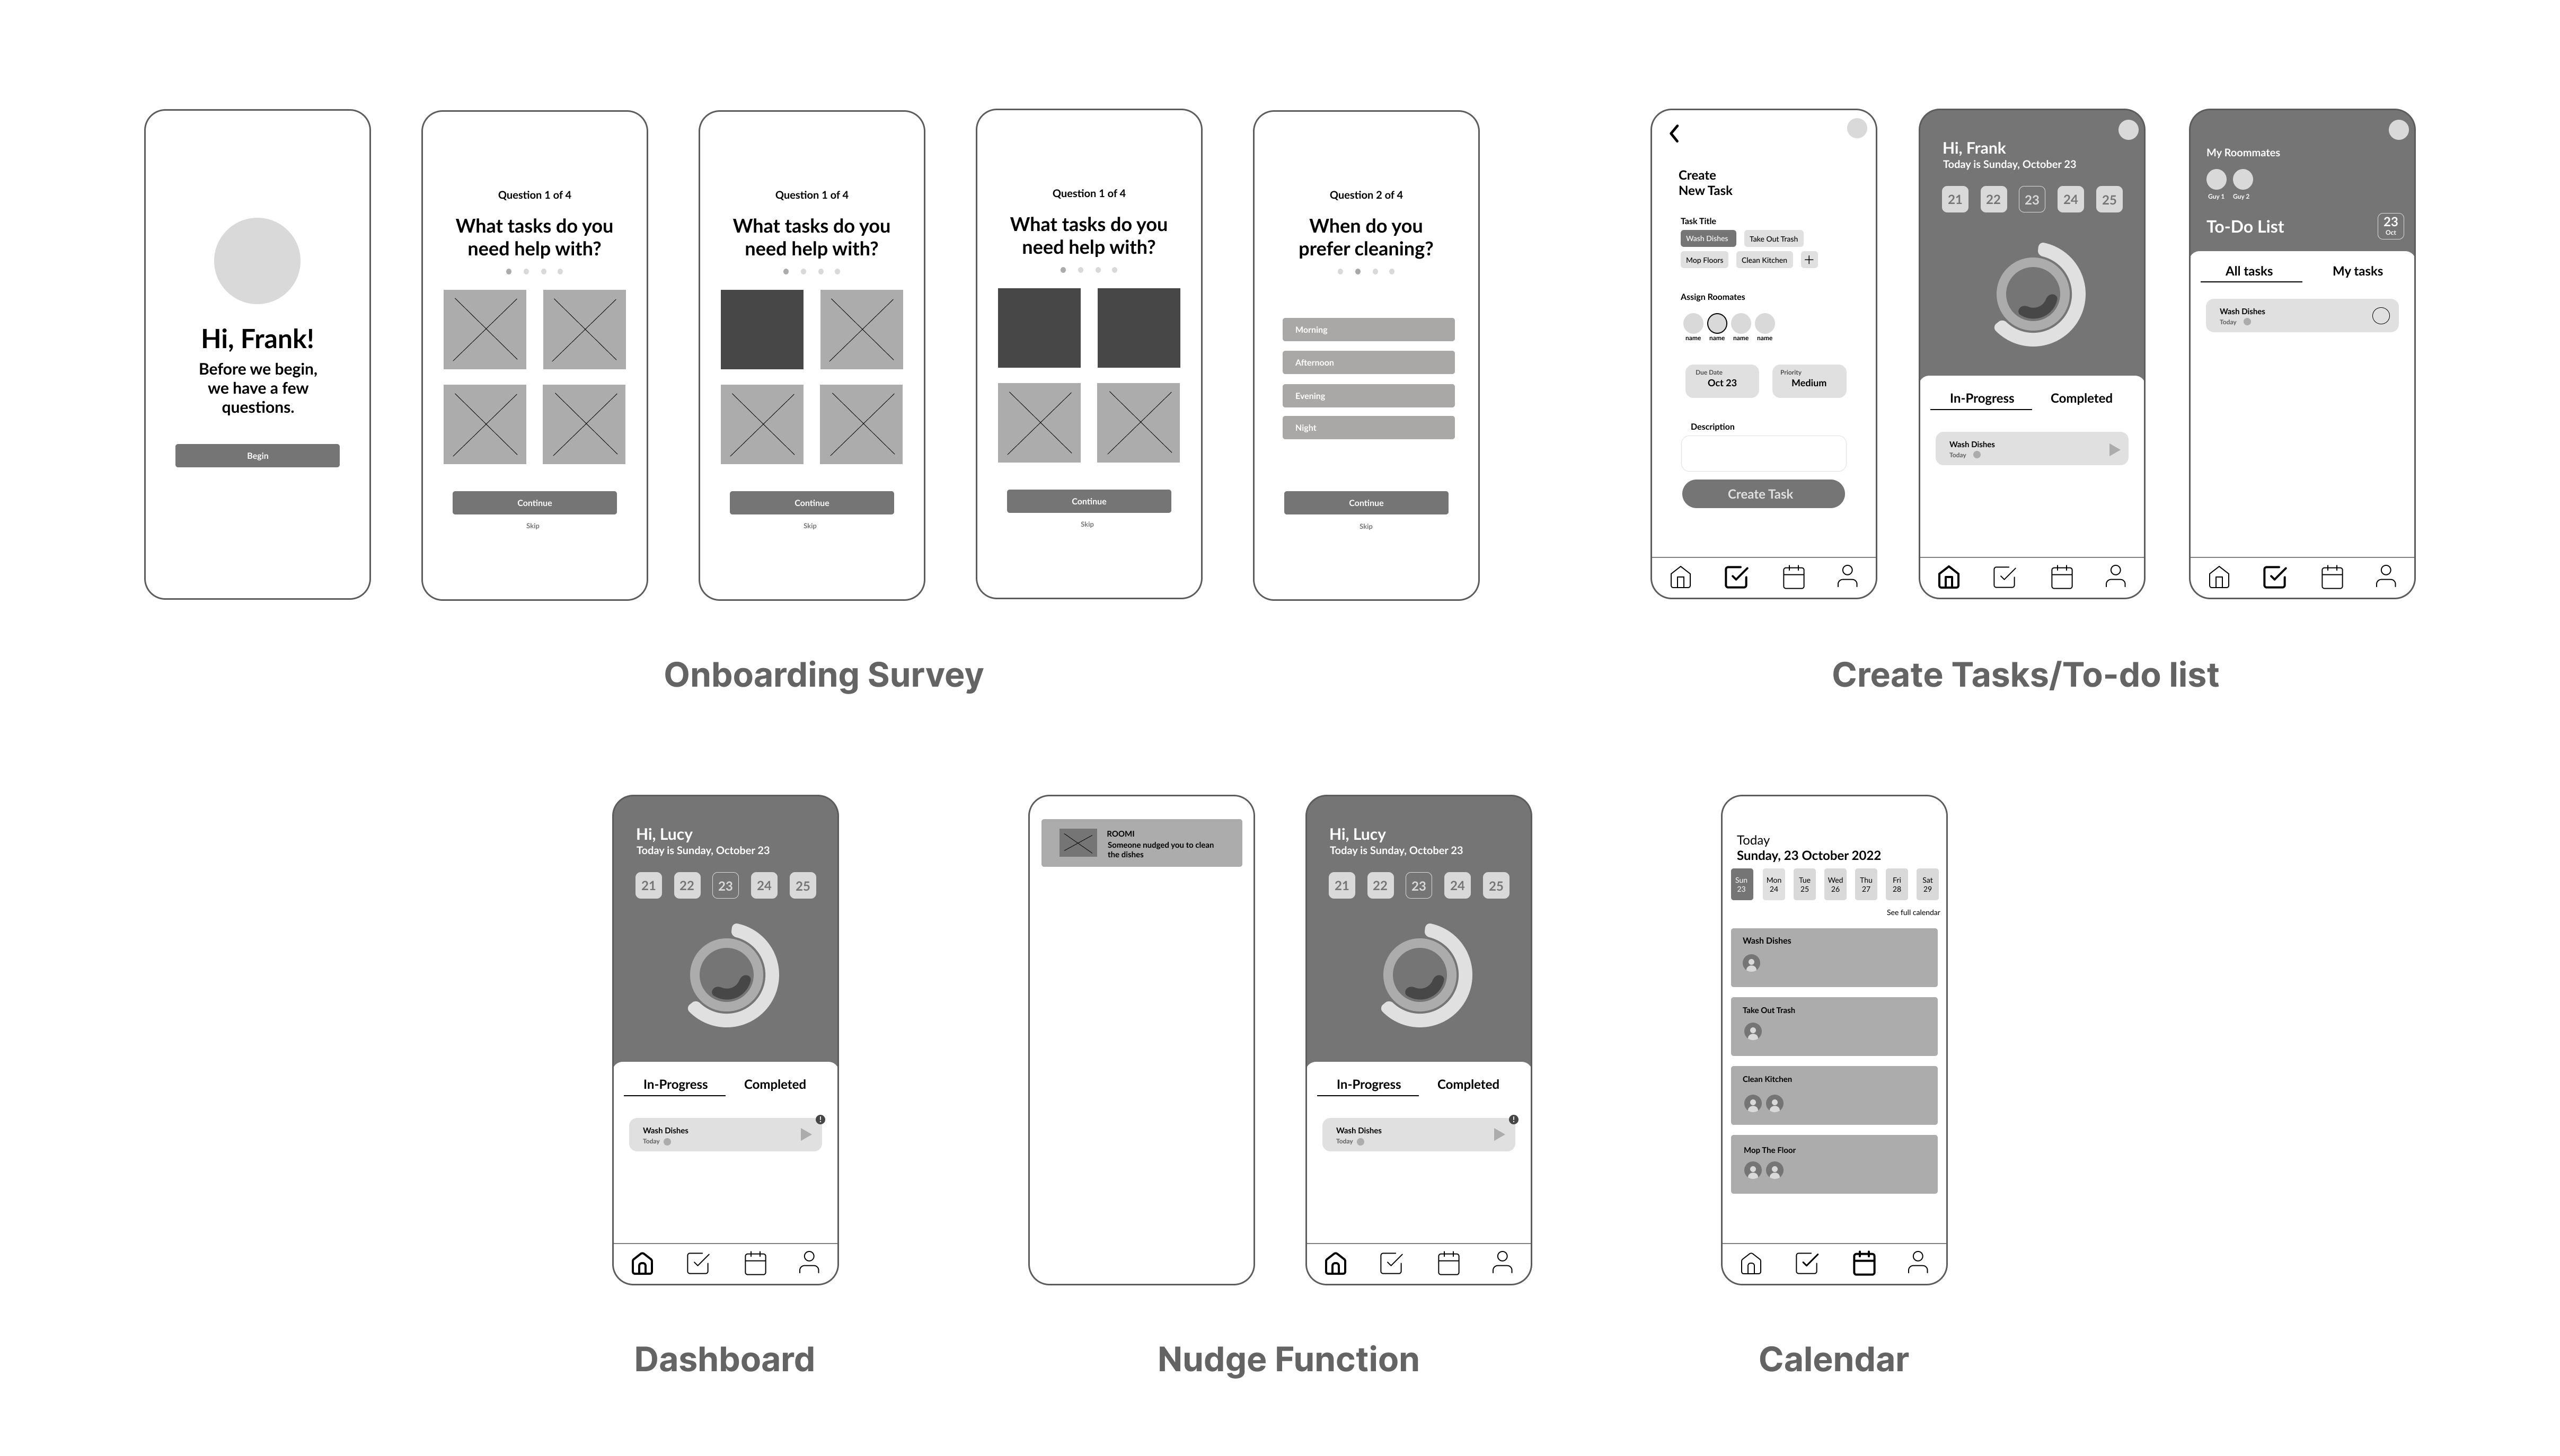 Hi, Frank!
Before we begin,
we have a few
questions.
Begin
Question 1 of 4
What tasks do you
need help with?
Continue
Skip
Question 1 of 4
What tasks do you
need help with?
Continue
Skip
Question 1 of 4
What tasks do you
need help with?
Continue
Skip
Question 2 of 4
When do you
prefer cleaning?
Morning
Afternoon
Evening
Night
Continue
Skip
Onboarding Survey
Create
New Task
Task Title
Wash Dishes
Take Out Trash
Mop Floors
Clean Kitchen
Assign Roomates
name name name name
Due Date
Oct 23
Priority
Medium
Description
Create Task
Hi, Frank
Today is Sunday, October 23
21 22 23 24 25
In-Progress
Completed
Wash Dishes
Today
My Roommates
Guy 1 Guy 2
To-Do List
23
Oct
All tasks
My tasks
Wash Dishes
Today
Create Tasks/To-do list
Hi, Lucy
Today is Sunday, October 23
21 22 23 24 25
In-Progress
Completed
!
Wash Dishes
Today
Dashboard
ROOMI
Someone nudged you to clean
the dishes
Hi, Lucy
Today is Sunday, October 23
21 22 23 24 25
In-Progress
Completed
!
Wash Dishes
Today
Nudge Function
Today
Sunday, 23 October 2022
Sun Mon Tue Wed Thu Fri Sat
23 24 25 26 27 28 29
See full calendar
Wash Dishes
Take Out Trash
Clean Kitchen
Mop The Floor
Calendar